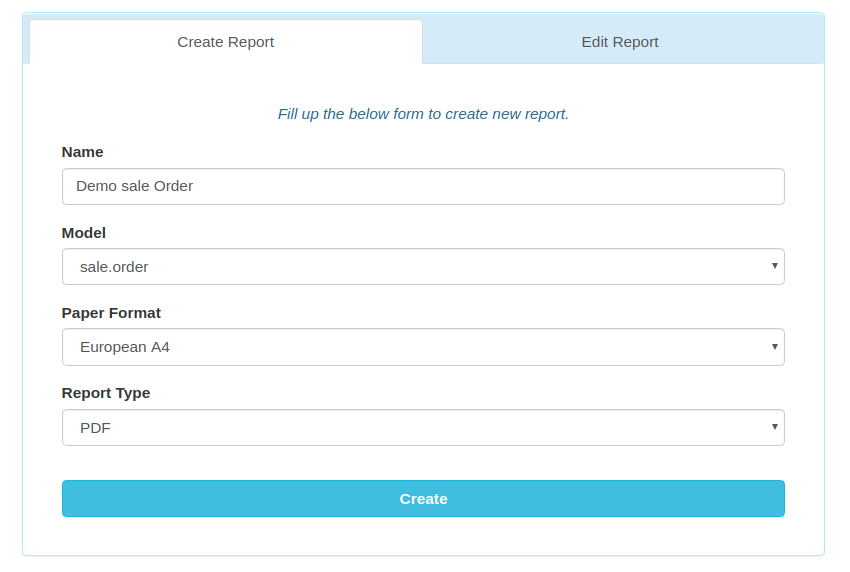 Create Report
Edit Report
Fill up the below form to create new report.
Name
Demo sale Order
Model
sale.order
Paper Format
European A4
Report Type
PDF
Create